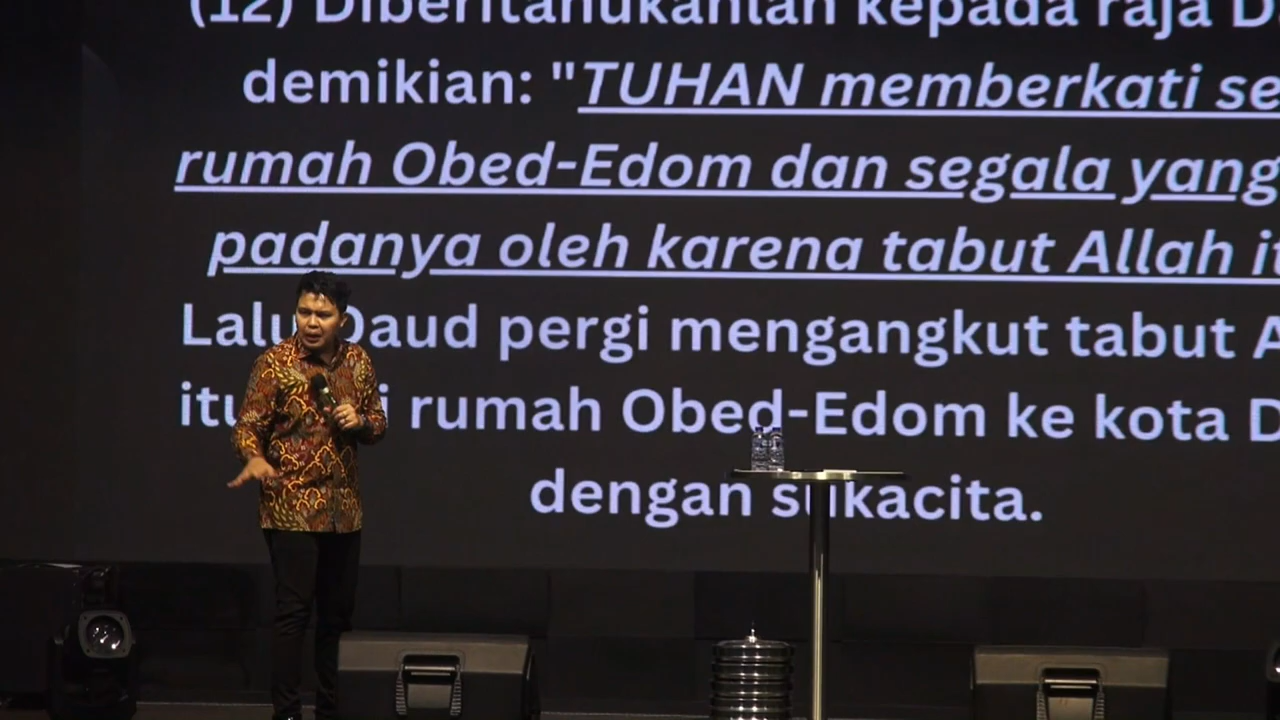 (12) Diberitahukanlah kepada raja
demikian: "TUHAN memberkati
rumah Obed-Edom dan segala yang
padanya oleh karena tabut Allah
Lalu Daud pergi mengangkut tabut
itu rumah Obed-Edom ke kota
dengan sukacita.